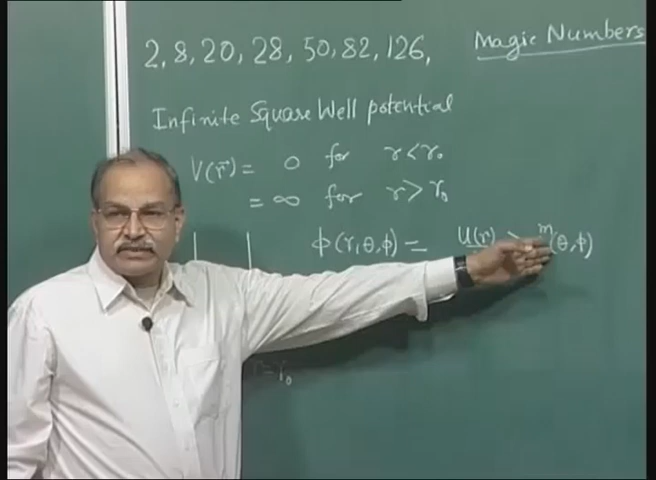 2, 8, 20, 28, 50, 82, 126,
Magic Numbers
Infinite Square Well potential
V(r⃗) = 0 for r < r₀
= ∞ for r > r₀
ϕ(r,θ,ϕ) = U(r) m (θ,ϕ)
r=r₀